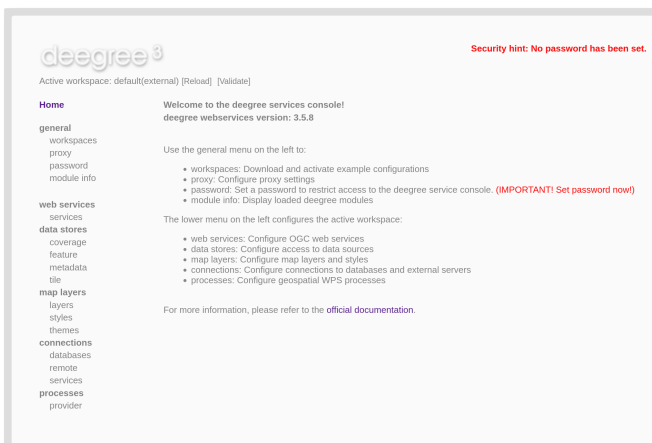 deegree 3
Security hint: No password has been set.
Active workspace: default(external) [Reload] [Validate]
Home
general
workspaces
proxy
password
module info
web services
services
data stores
coverage
feature
metadata
tile
map layers
layers
styles
themes
connections
databases
remote
services
processes
provider
Welcome to the deegree services console!
deegree webservices version: 3.5.8
Use the general menu on the left to:
• workspaces: Download and activate example configurations
• proxy: Configure proxy settings
• password: Set a password to restrict access to the deegree service console. (IMPORTANT! Set password now!)
• module info: Display loaded deegree modules
The lower menu on the left configures the active workspace:
• web services: Configure OGC web services
• data stores: Configure access to data sources
• map layers: Configure map layers and styles
• connections: Configure connections to databases and external servers
• processes: Configure geospatial WPS processes
For more information, please refer to the official documentation.